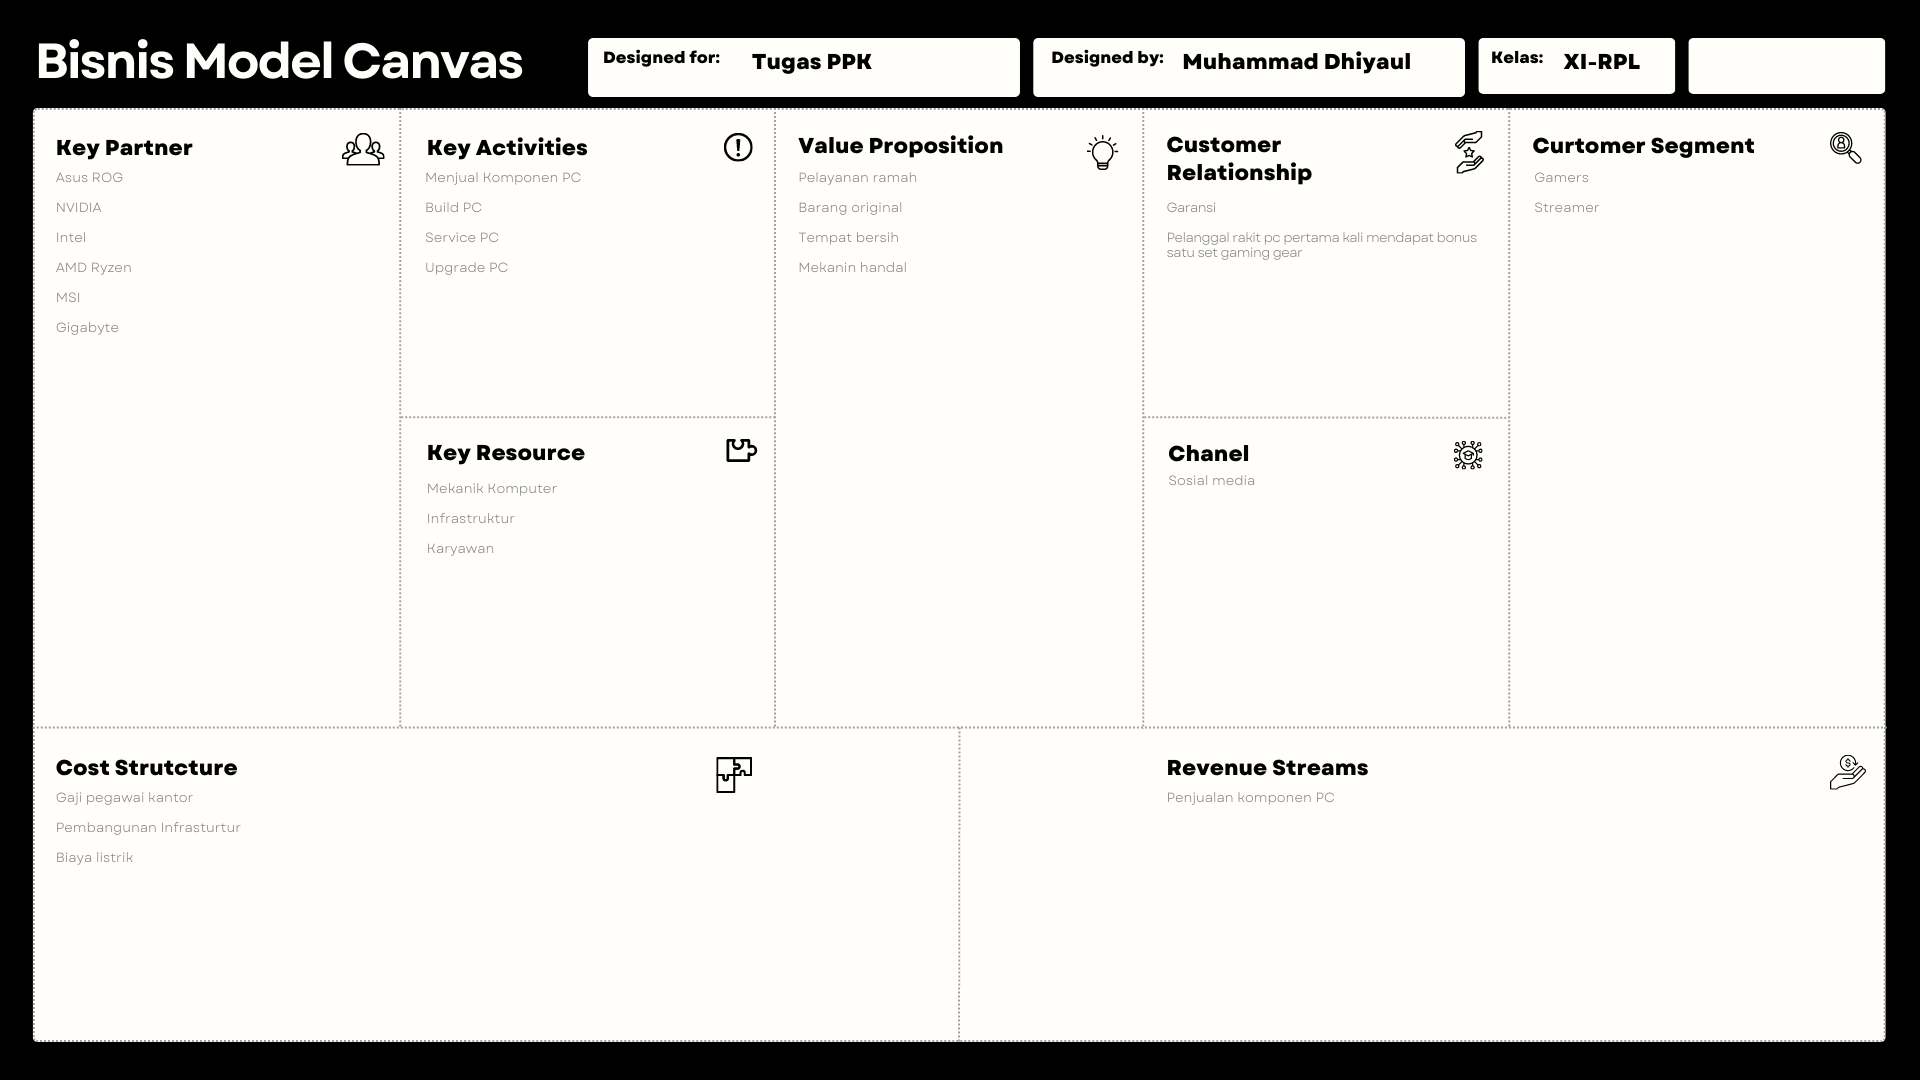 Bisnis Model Canvas
Designed for: Tugas PPK
Designed by: Muhammad Dhiyaul
Kelas: XI-RPL
Key Partner
Asus ROG
NVIDIA
Intel
AMD Ryzen
MSI
Gigabyte
Key Activities
Menjual Komponen PC
Build PC
Service PC
Upgrade PC
Key Resource
Mekanik Komputer
Infrastruktur
Karyawan
Value Proposition
Pelayanan ramah
Barang original
Tempat bersih
Mekanin handal
Customer
Relationship
Garansi
Pelanggal rakit pc pertama kali mendapat bonus
satu set gaming gear
Chanel
Sosial media
Curtomer Segment
Gamers
Streamer
Cost Strutcture
Gaji pegawai kantor
Pembangunan Infrasturtur
Biaya listrik
Revenue Streams
Penjualan komponen PC